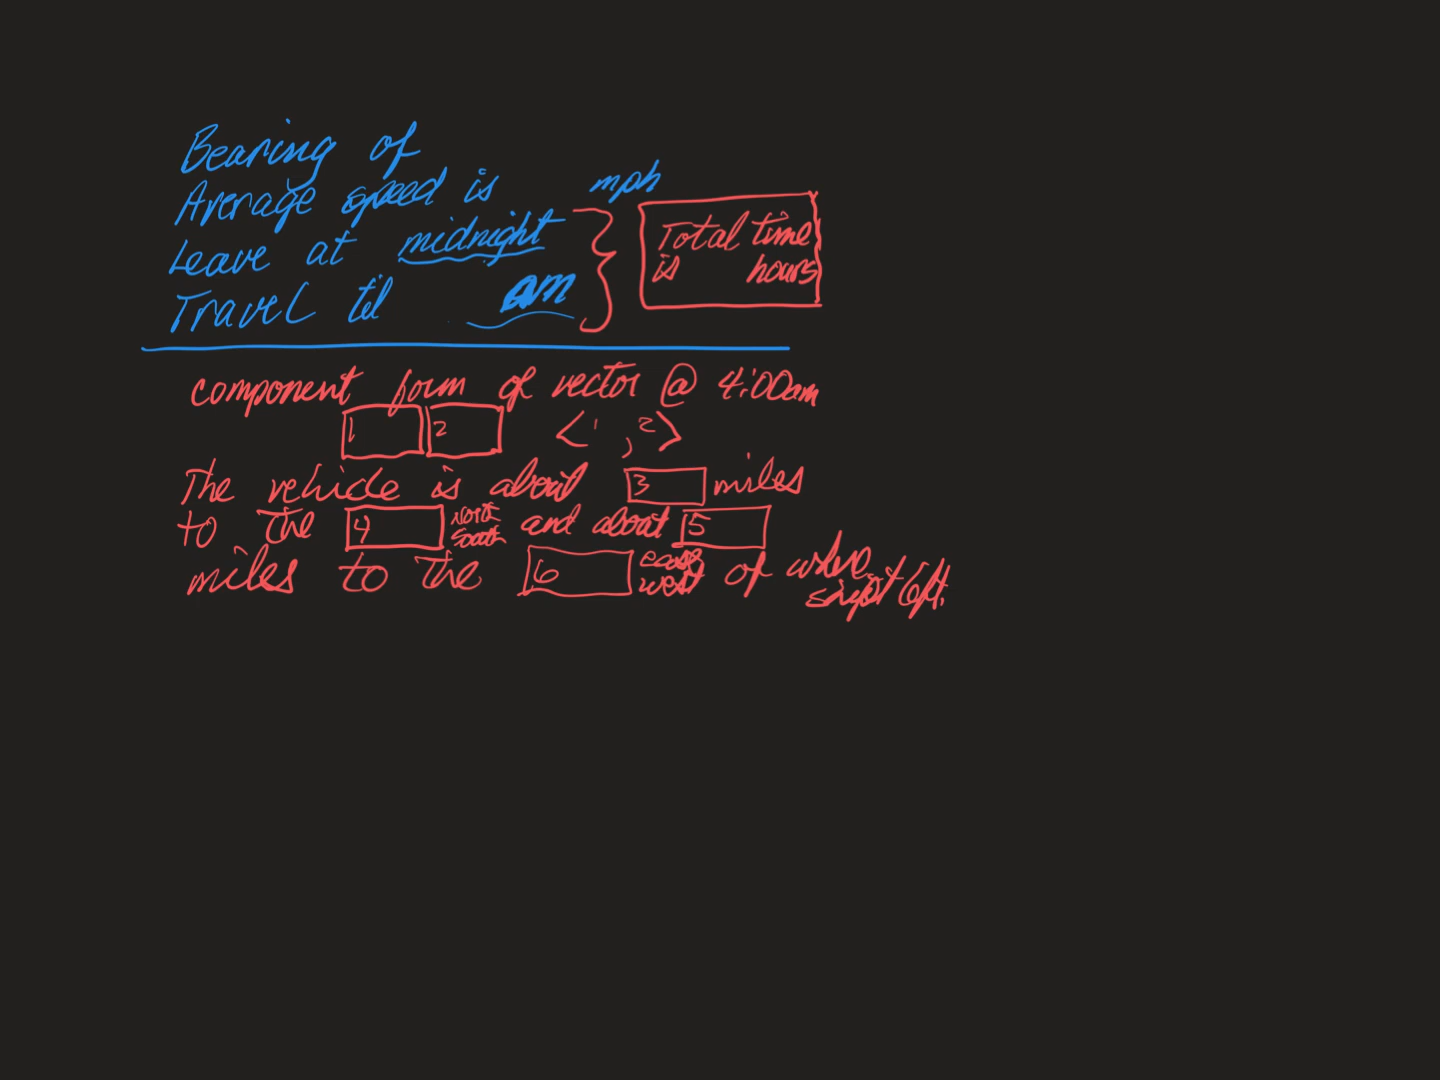 Bearing of
Average speed is mph
Leave at midnight
Travel til am
Total time
is hours
component form of vector @ 4:00am
1 2 <1 , 2>
The vehicle is about 3 miles
to the 4 North South and about 5
miles to the 6 east west of where
ship left.